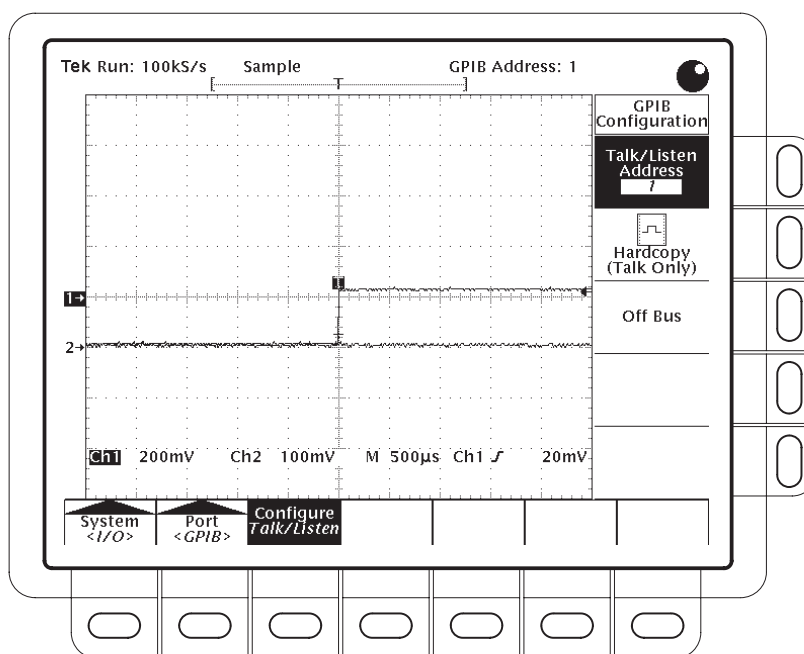 Tek Run: 100kS/s Sample GPIB Address: 1
T
GPIB
Configuration
Talk/Listen
Address
1
Hardcopy
(Talk Only)
Off Bus
T
1→
2→
Ch1 200mV Ch2 100mV M 500µs Ch1 20mV
System
<I/O>
Port
<GPIB>
Configure
Talk/Listen